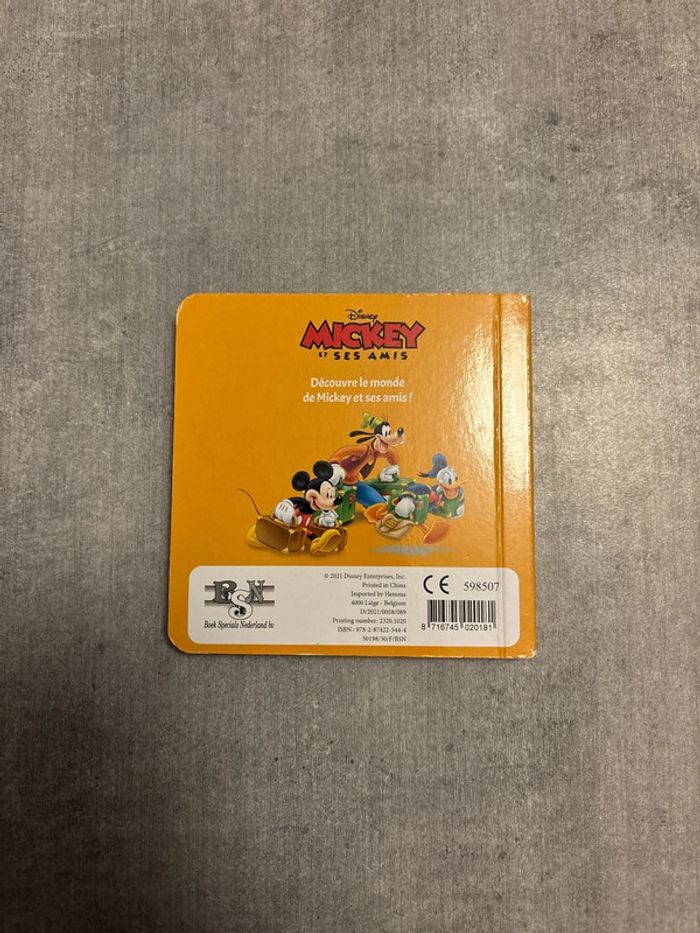 Disney
MICKEY
ET SES AMIS
Découvre le monde
de Mickey et ses amis !
BSN
Boek Specials Nederland bv
© 2021 Disney Enterprises, Inc.
Printed in China
Imported by Hemma
4000 Liège - Belgium
D/2021/0058/089
Printing number: 2320.1020
ISBN : 978-2-87422-544-4
50198/30/F/BSN
CE 598507
8 716745 020181